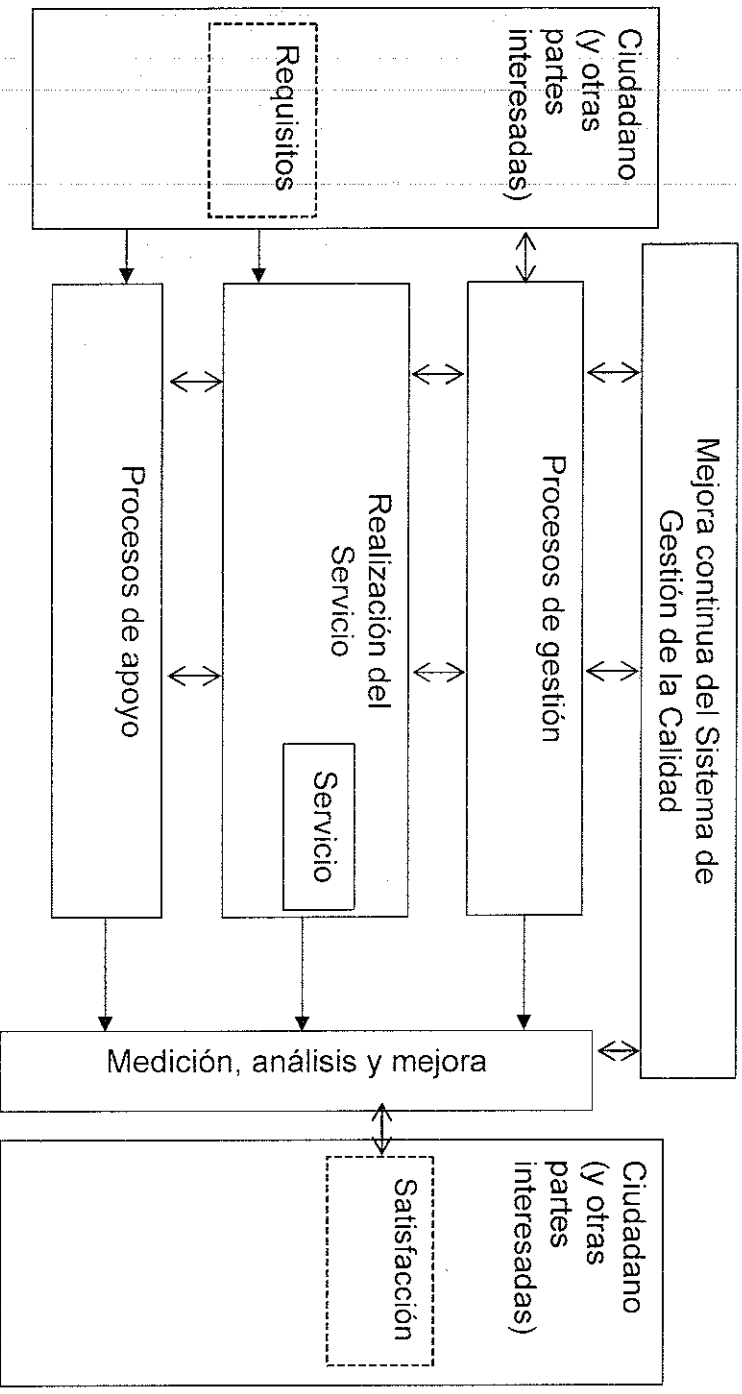 Mejora continua del Sistema de
Gestión de la Calidad
Ciudadano
(y otras
partes
interesadas)
Requisitos
Procesos de gestión
Realización del
Servicio
Servicio
Procesos de apoyo
Medición, análisis y mejora
Ciudadano
(y otras
partes
interesadas)
Satisfacción